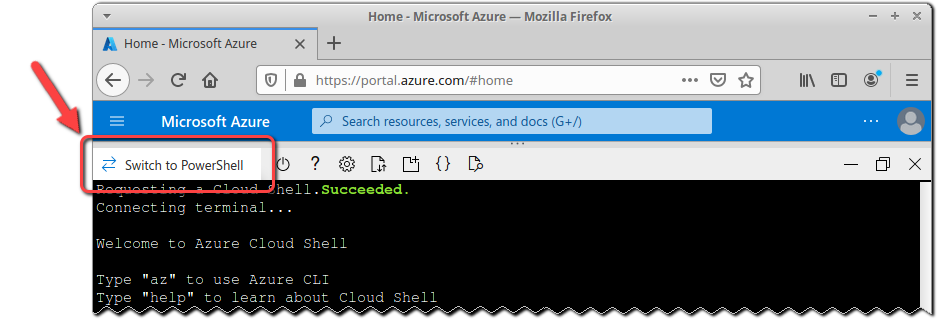 Home - Microsoft Azure — Mozilla Firefox
Home - Microsoft Azure
https://portal.azure.com/#home
Microsoft Azure
Search resources, services, and docs (G+/)
Switch to PowerShell
Requesting a Cloud Shell.Succeeded.
Connecting terminal...
Welcome to Azure Cloud Shell
Type "az" to use Azure CLI
Type "help" to learn about Cloud Shell